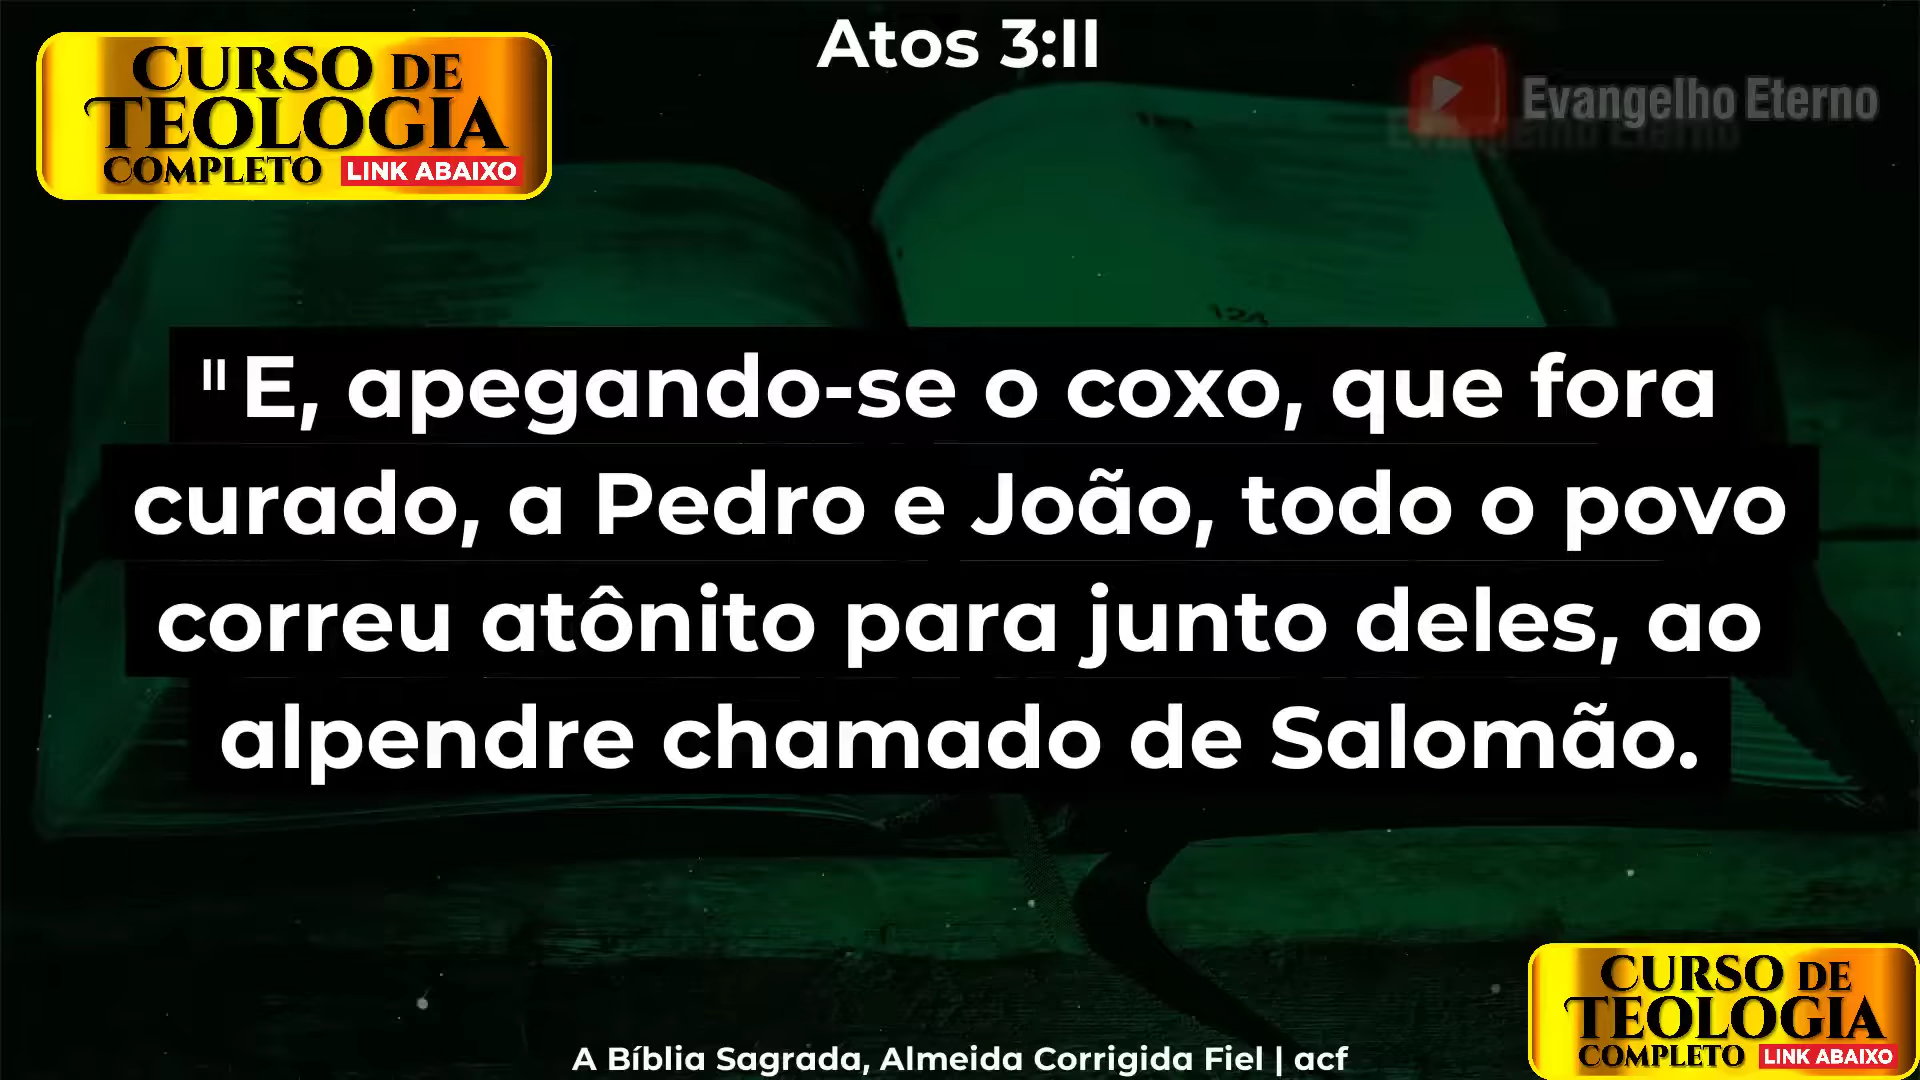 Atos 3:11
CURSO DE
TEOLOGIA
COMPLETO LINK ABAIXO
Evangelho Eterno
¹¹ E, apegando-se o coxo, que fora
curado, a Pedro e João, todo o povo
correu atônito para junto deles, ao
alpendre chamado de Salomão.
A Bíblia Sagrada, Almeida Corrigida Fiel | acf
CURSO DE
TEOLOGIA
COMPLETO LINK ABAIXO